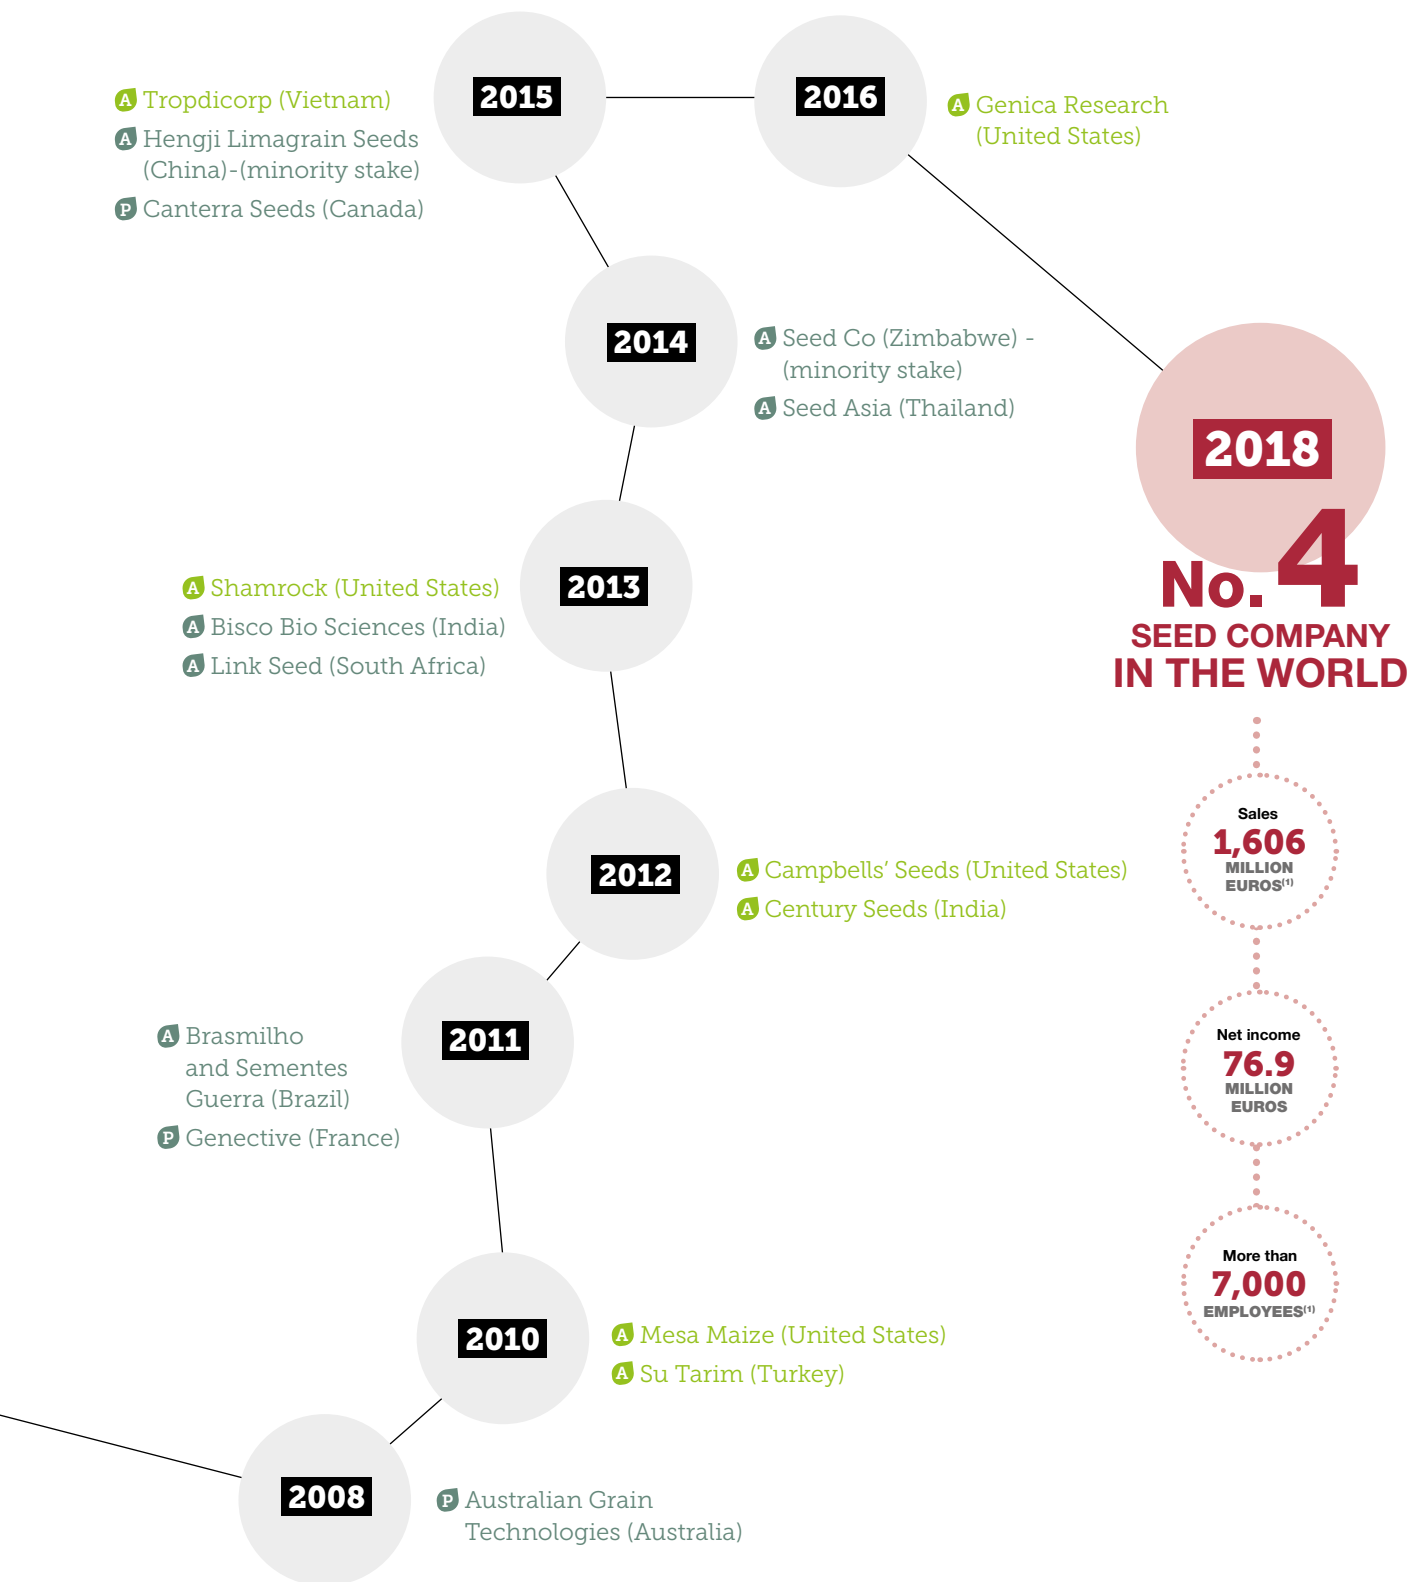 2015
A Tropdicorp (Vietnam)
A Hengji Limagrain Seeds
(China)-(minority stake)
P Canterra Seeds (Canada)
2016
A Genica Research
(United States)
2014
A Seed Co (Zimbabwe) -
(minority stake)
A Seed Asia (Thailand)
2018
No. 4
SEED COMPANY
IN THE WORLD
Sales
1,606
MILLION
EUROS(1)
Net income
76.9
MILLION
EUROS
More than
7,000
EMPLOYEES(1)
2013
A Shamrock (United States)
A Bisco Bio Sciences (India)
A Link Seed (South Africa)
2012
A Campbells’ Seeds (United States)
A Century Seeds (India)
2011
A Brasmilho
and Sementes
Guerra (Brazil)
P Genective (France)
2010
A Mesa Maize (United States)
A Su Tarim (Turkey)
2008
P Australian Grain
Technologies (Australia)